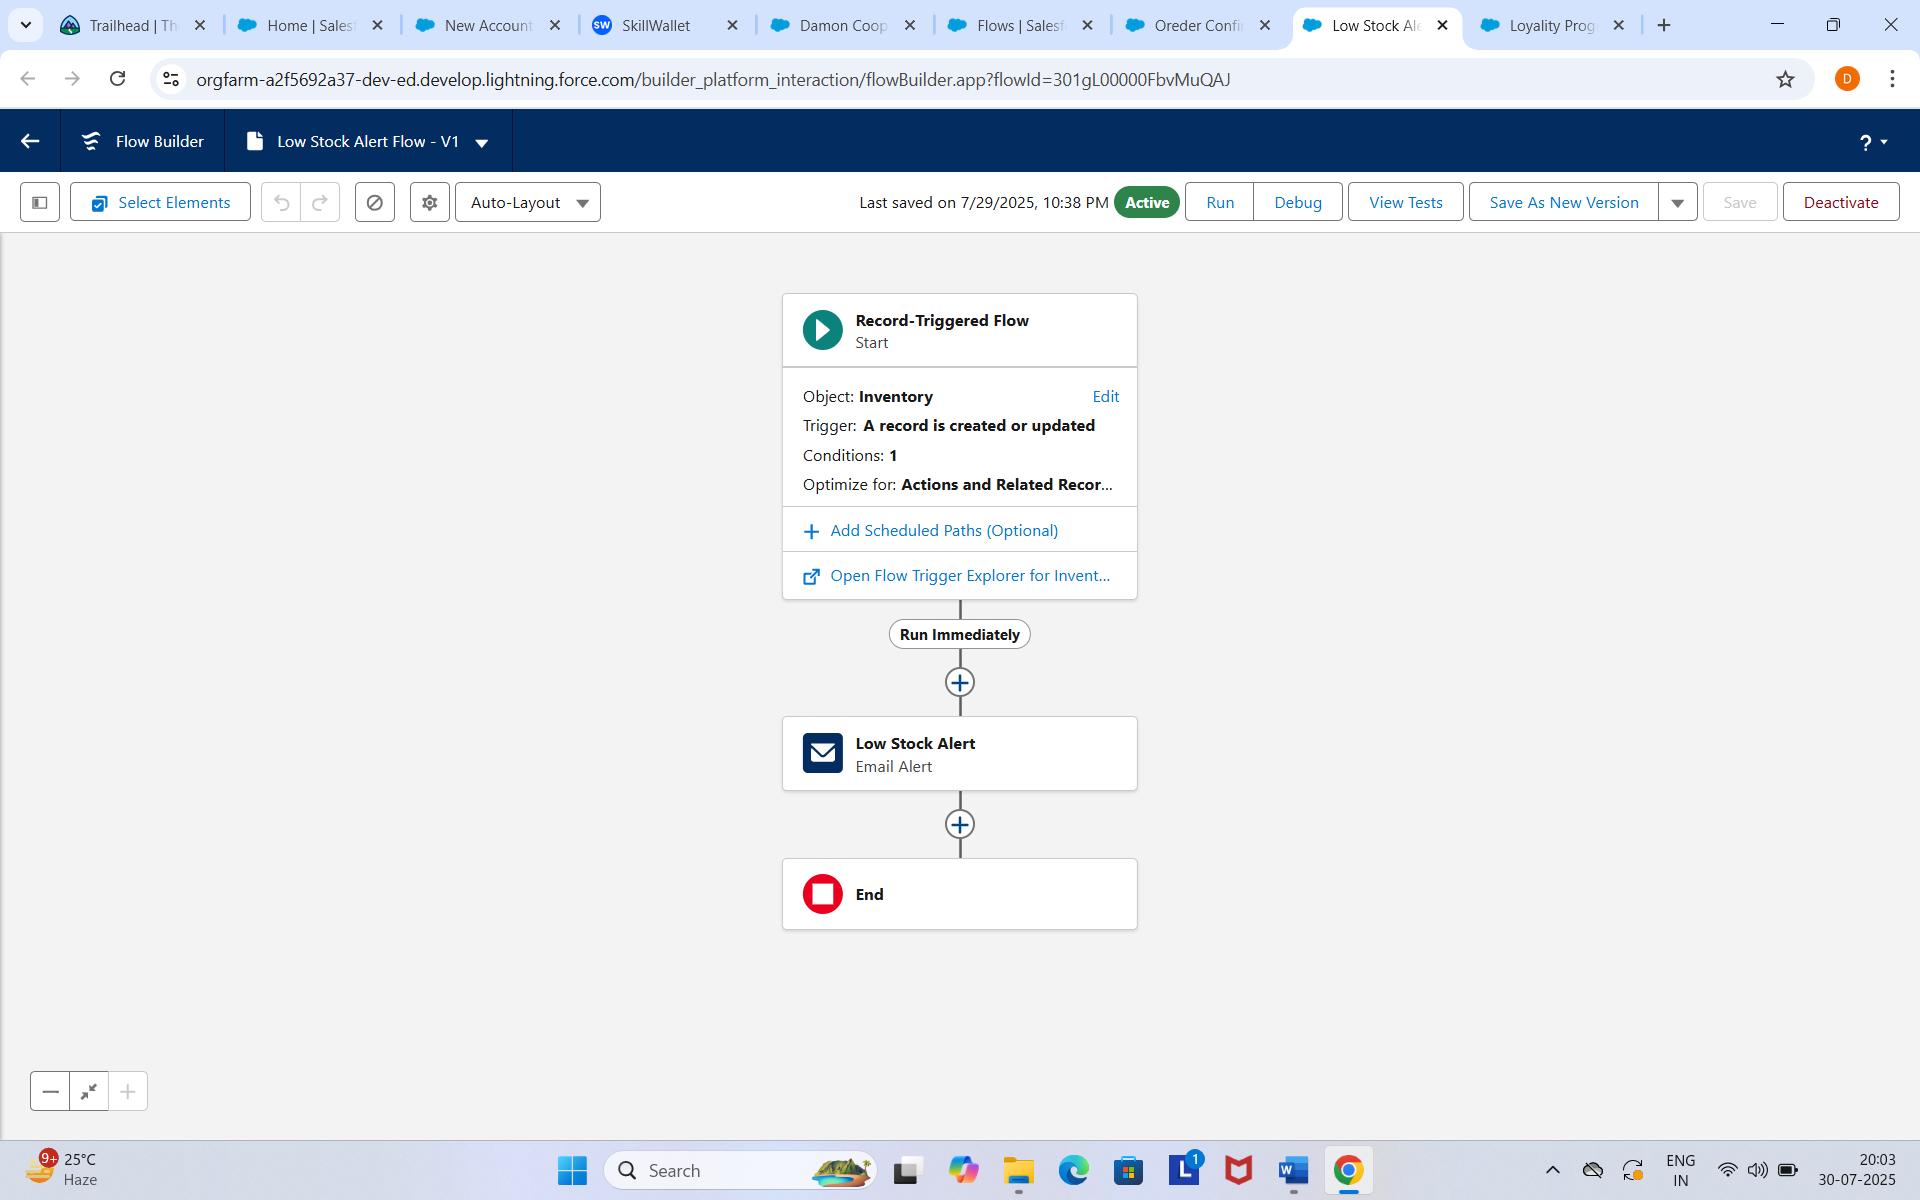 Trailhead | Th
Home | Salesf
New Account
SW
SkillWallet
Damon Coop
Flows | Salesf
Oreder Confir
Low Stock Ale
Loyality Prog
orgfarm-a2f5692a37-dev-ed.develop.lightning.force.com/builder_platform_interaction/flowBuilder.app?flowId=301gL00000FbvMuQAJ
D
Flow Builder
Low Stock Alert Flow - V1
?
Select Elements
Auto-Layout
Last saved on 7/29/2025, 10:38 PM
Active
Run
Debug
View Tests
Save As New Version
Save
Deactivate
Record-Triggered Flow
Start
Object: Inventory
Edit
Trigger: A record is created or updated
Conditions: 1
Optimize for: Actions and Related Recor...
Add Scheduled Paths (Optional)
Open Flow Trigger Explorer for Invent...
Run Immediately
Low Stock Alert
Email Alert
End
9+
25°C
Haze
Search
L
1
W
ENG
IN
20:03
30-07-2025